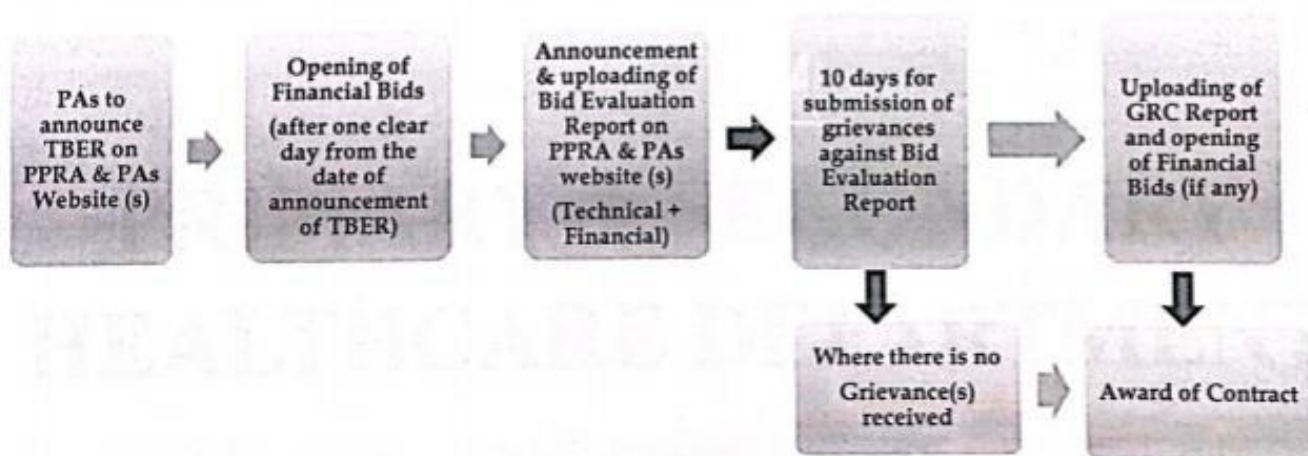 PAs to
announce
TBER on
PPRA & PAs
Website (s)
Opening of
Financial Bids
(after one clear
day from the
date of
announcement
of TBER)
Announcement
& uploading of
Bid Evaluation
Report on
PPRA & PAs
website (s)
(Technical +
Financial)
10 days for
submission of
grievances
against Bid
Evaluation
Report
Uploading of
GRC Report
and opening
of Financial
Bids (if any)
Where there is no
Grievance(s)
received
Award of Contract
HEALTHCARE